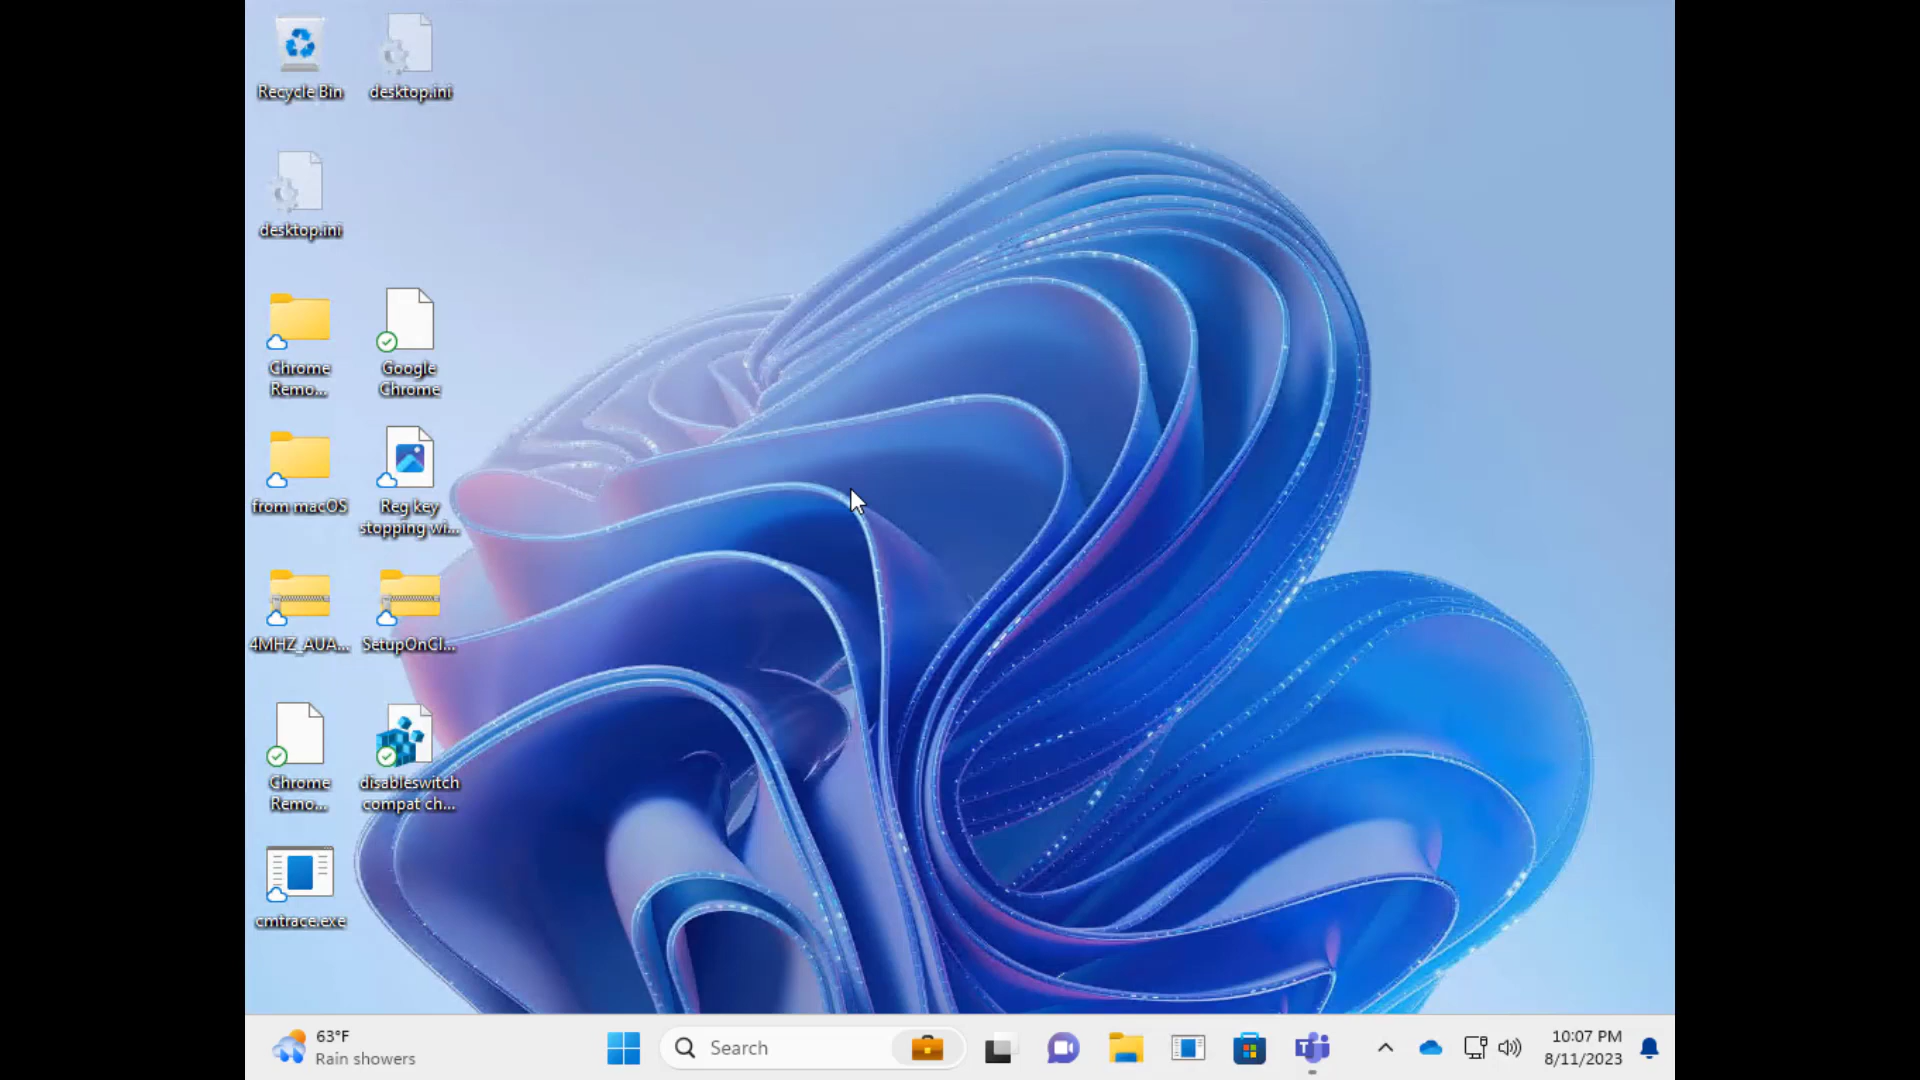 Recycle Bin
desktop.ini
desktop.ini
Chrome
Remo...
Google
Chrome
from macOS
Reg key
stopping wi...
4MHZ_AUA...
SetupOnCl...
Chrome
Remo...
disableswitch
compat ch...
cmtrace.exe
63°F
Rain showers
Search
10:07 PM
8/11/2023